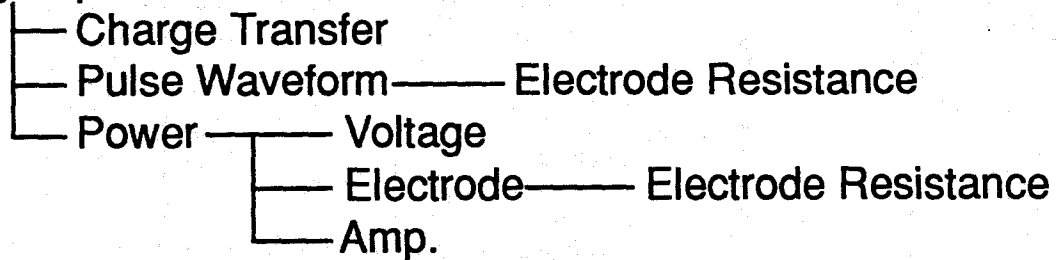 Charge Transfer
Pulse Waveform Electrode Resistance
Power Voltage
Electrode Electrode Resistance
Amp.